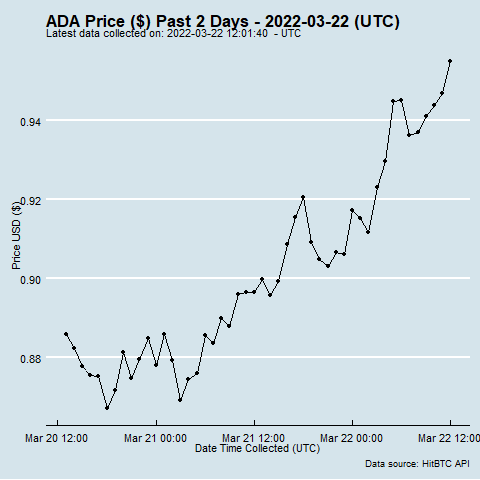 ADA Price ($) Past 2 Days - 2022-03-22 (UTC)
Latest data collected on: 2022-03-22 12:01:40 - UTC
0.94
0.92
0.90
0.88
Price USD ($)
Mar 20 12:00 Mar 21 00:00 Mar 21 12:00 Mar 22 00:00 Mar 22 12:00
Date Time Collected (UTC)
Data source: HitBTC API